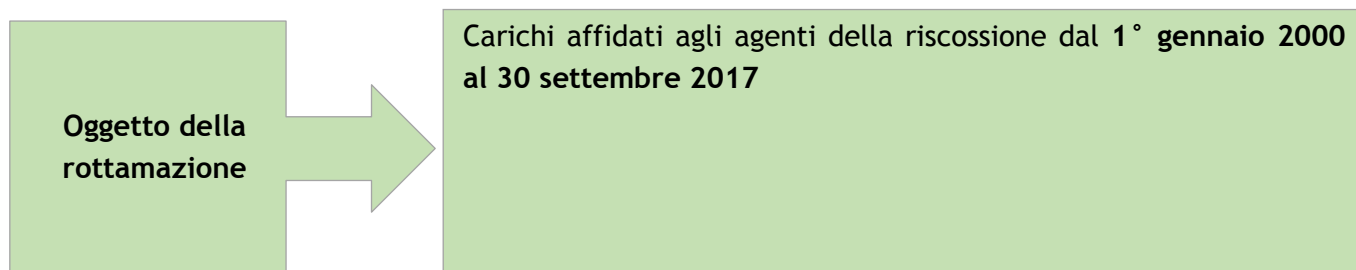 Oggetto della
rottamazione
Carichi affidati agli agenti della riscossione dal 1° gennaio 2000
al 30 settembre 2017